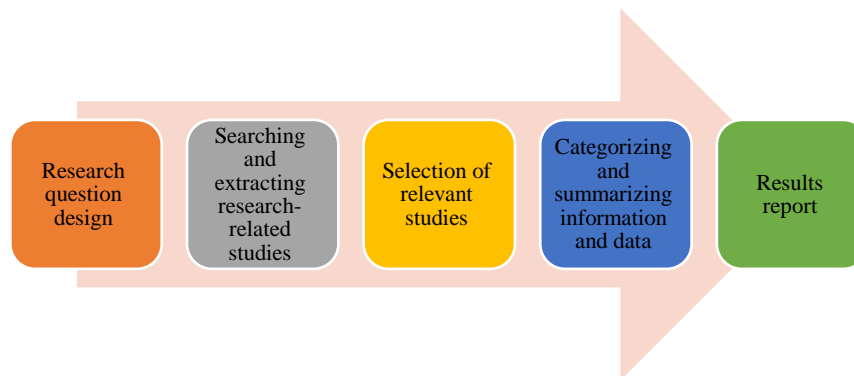 Research
question
design
Searching
and
extracting
research-
related
studies
Selection of
relevant
studies
Categorizing
and
summarizing
information
and data
Results
report